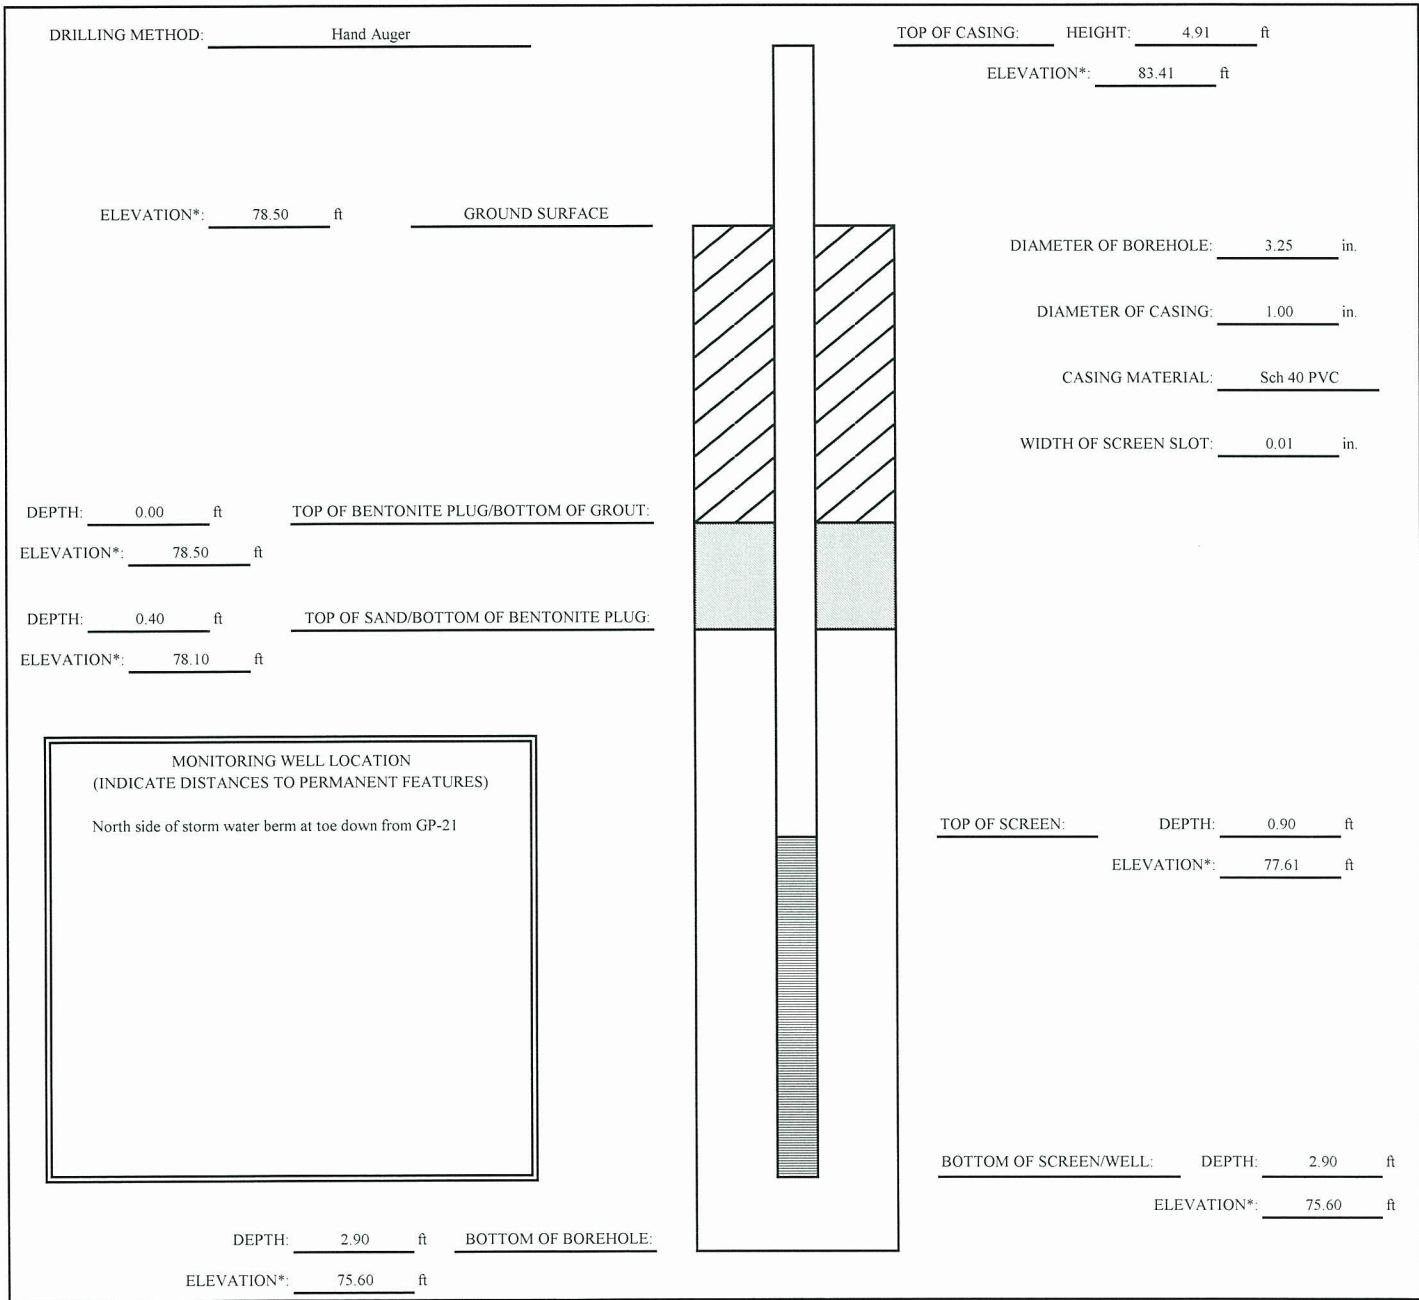 DRILLING METHOD: Hand Auger
TOP OF CASING: HEIGHT: 4.91 ft
ELEVATION*: 83.41 ft
ELEVATION*: 78.50 ft GROUND SURFACE
DIAMETER OF BOREHOLE: 3.25 in.
DIAMETER OF CASING: 1.00 in.
CASING MATERIAL: Sch 40 PVC
WIDTH OF SCREEN SLOT: 0.01 in.
DEPTH: 0.00 ft TOP OF BENTONITE PLUG/BOTTOM OF GROUT:
ELEVATION*: 78.50 ft
DEPTH: 0.40 ft TOP OF SAND/BOTTOM OF BENTONITE PLUG:
ELEVATION*: 78.10 ft
MONITORING WELL LOCATION
(INDICATE DISTANCES TO PERMANENT FEATURES)
North side of storm water berm at toe down from GP-21
TOP OF SCREEN: DEPTH: 0.90 ft
ELEVATION*: 77.61 ft
BOTTOM OF SCREEN/WELL: DEPTH: 2.90 ft
ELEVATION*: 75.60 ft
DEPTH: 2.90 ft BOTTOM OF BOREHOLE:
ELEVATION*: 75.60 ft